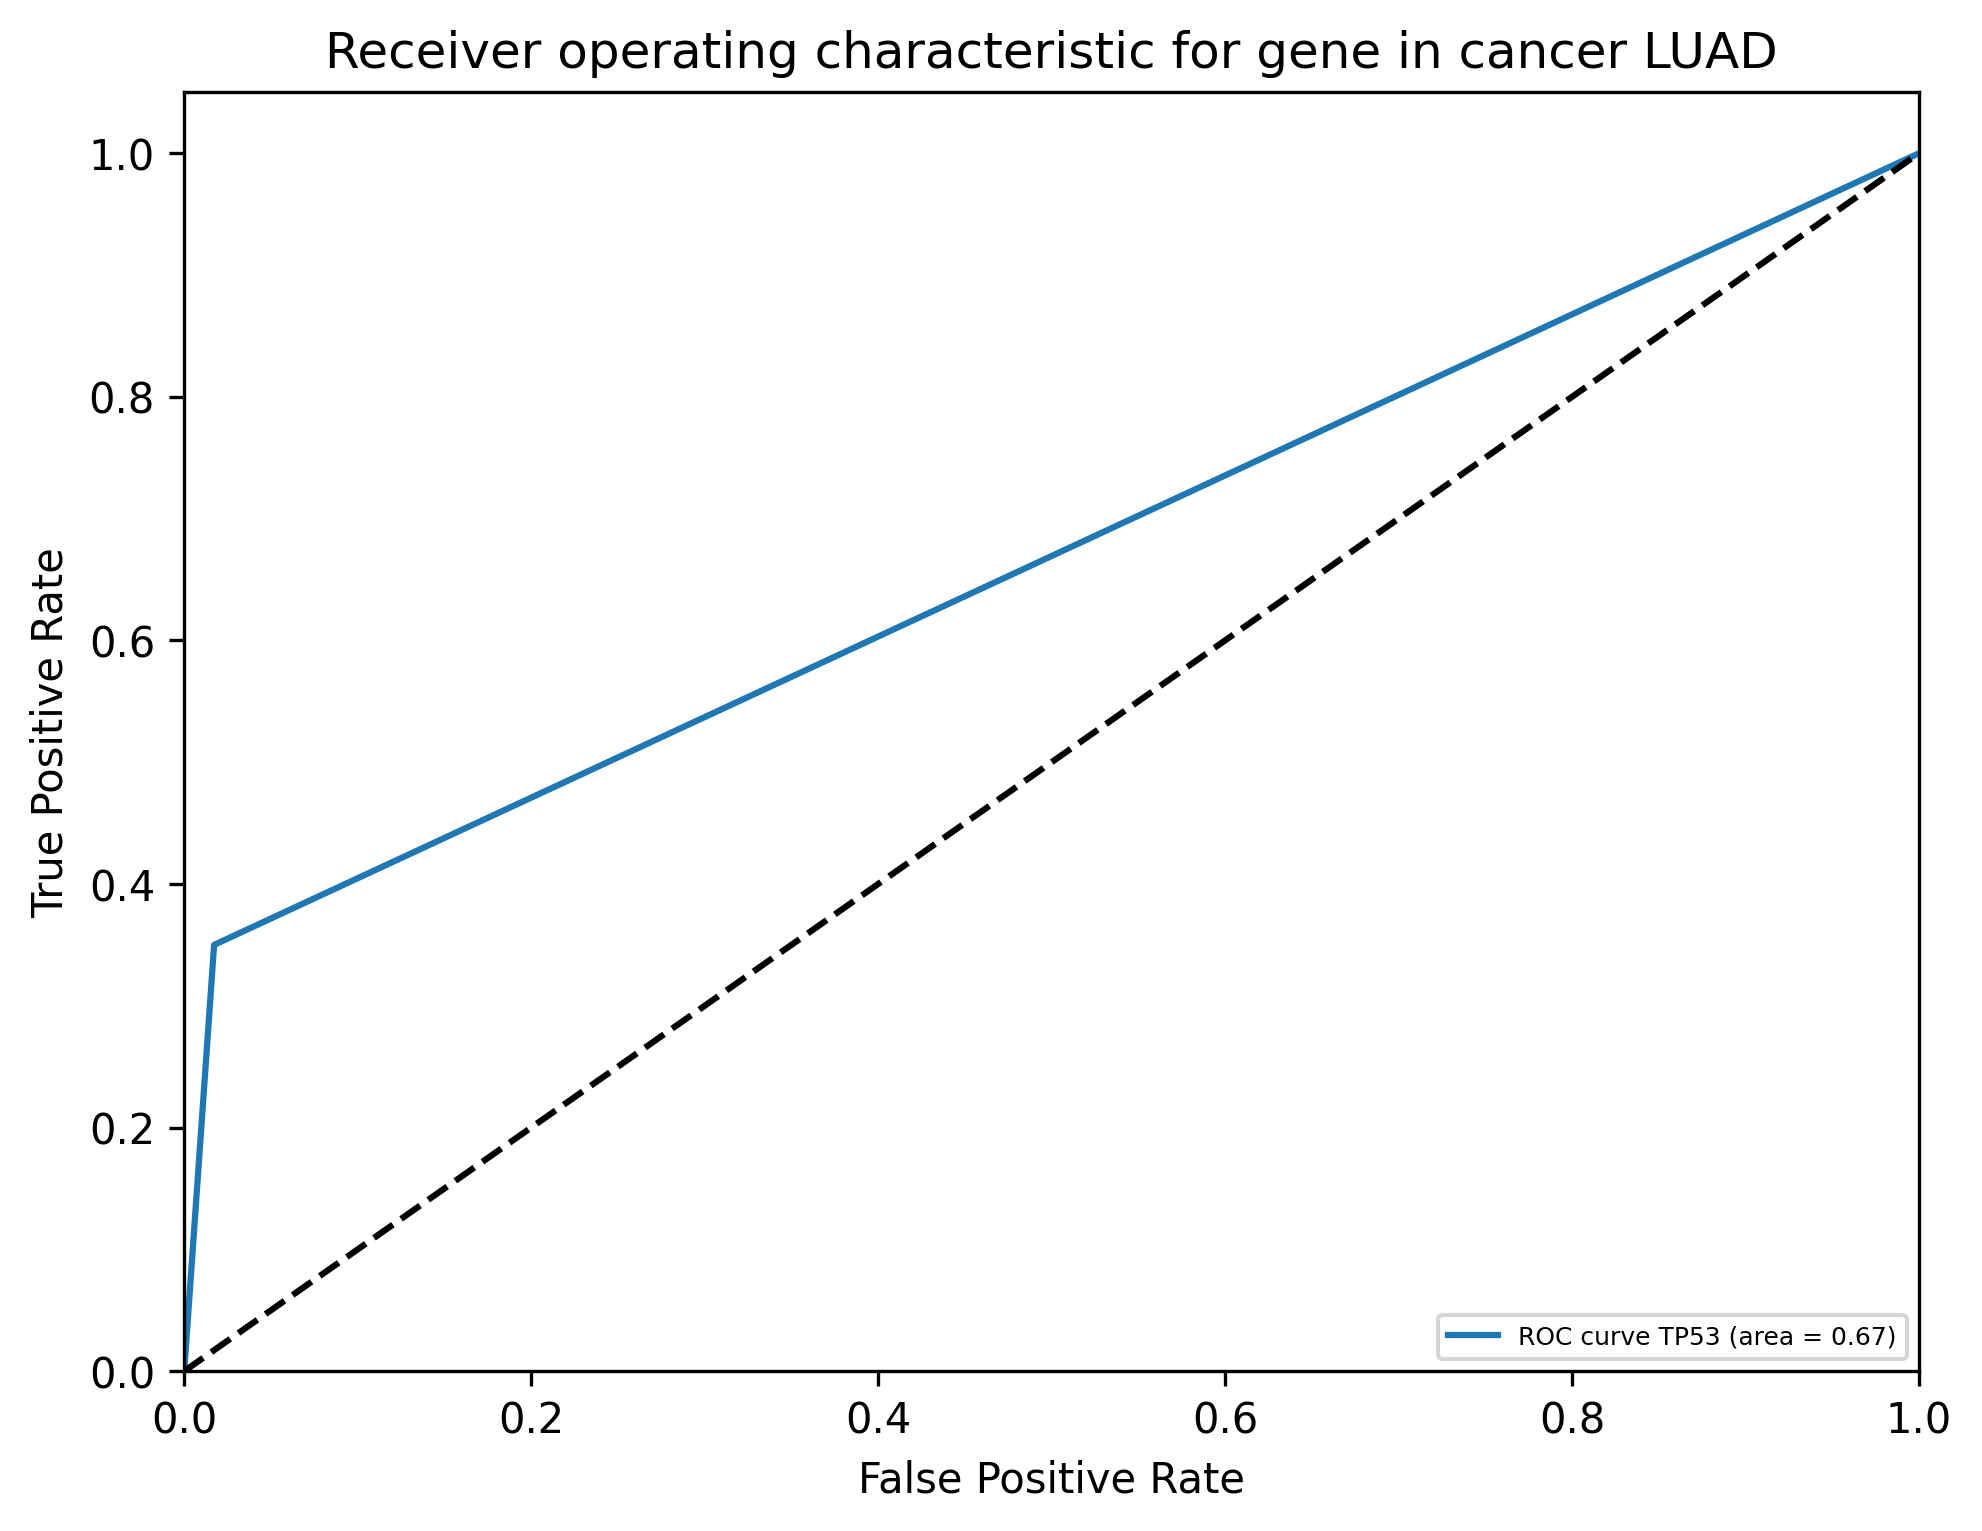 Receiver operating characteristic for gene in cancer LUAD
True Positive Rate
1.0
0.8
0.6
0.4
0.2
0.0
0.0 0.2 0.4 0.6 0.8 1.0
False Positive Rate
ROC curve TP53 (area = 0.67)